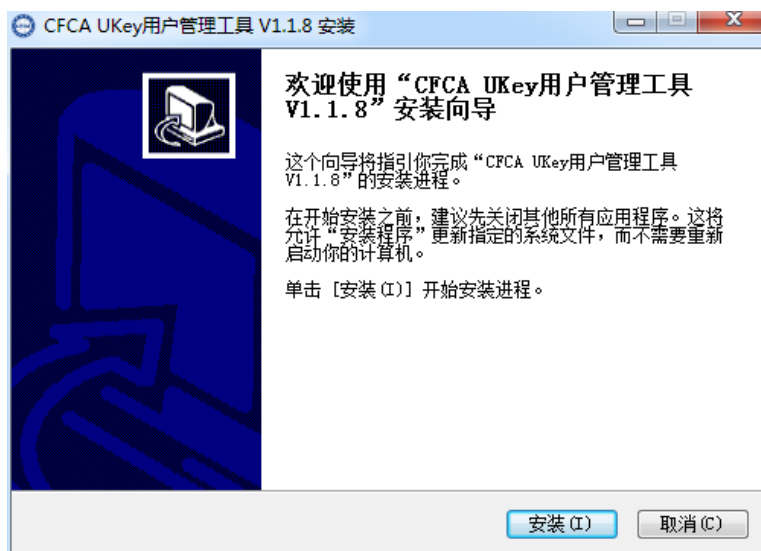 CFCA UKey用户管理工具 V1.1.8 安装
欢迎使用“CFCA UKey用户管理工具
V1.1.8”安装向导
这个向导将指引你完成“CFCA UKey用户管理工具
V1.1.8”的安装进程。
在开始安装之前，建议先关闭其他所有应用程序。这将
允许“安装程序”更新指定的系统文件，而不需要重新
启动你的计算机。
单击 [安装(I)] 开始安装进程。
安装(I)
取消(C)